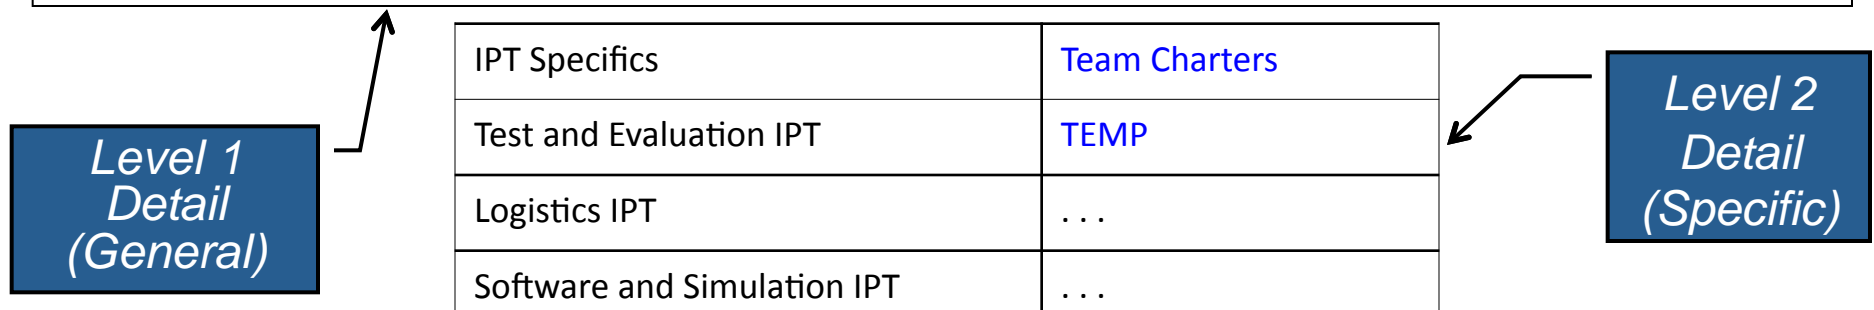 IPT Specifics Team Charters
Test and Evaluation IPT TEMP
Logistics IPT . . .
Software and Simulation IPT . . .
Level 1
Detail
(General)
Level 2
Detail
(Specific)